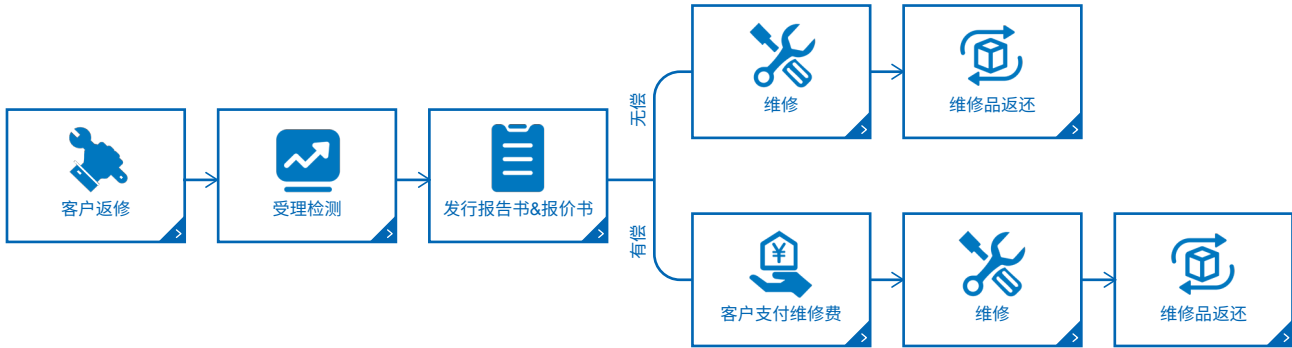 客户返修
受理检测
发行报告书&报价书
无偿
维修
维修品返还
有偿
¥
客户支付维修费
维修
维修品返还